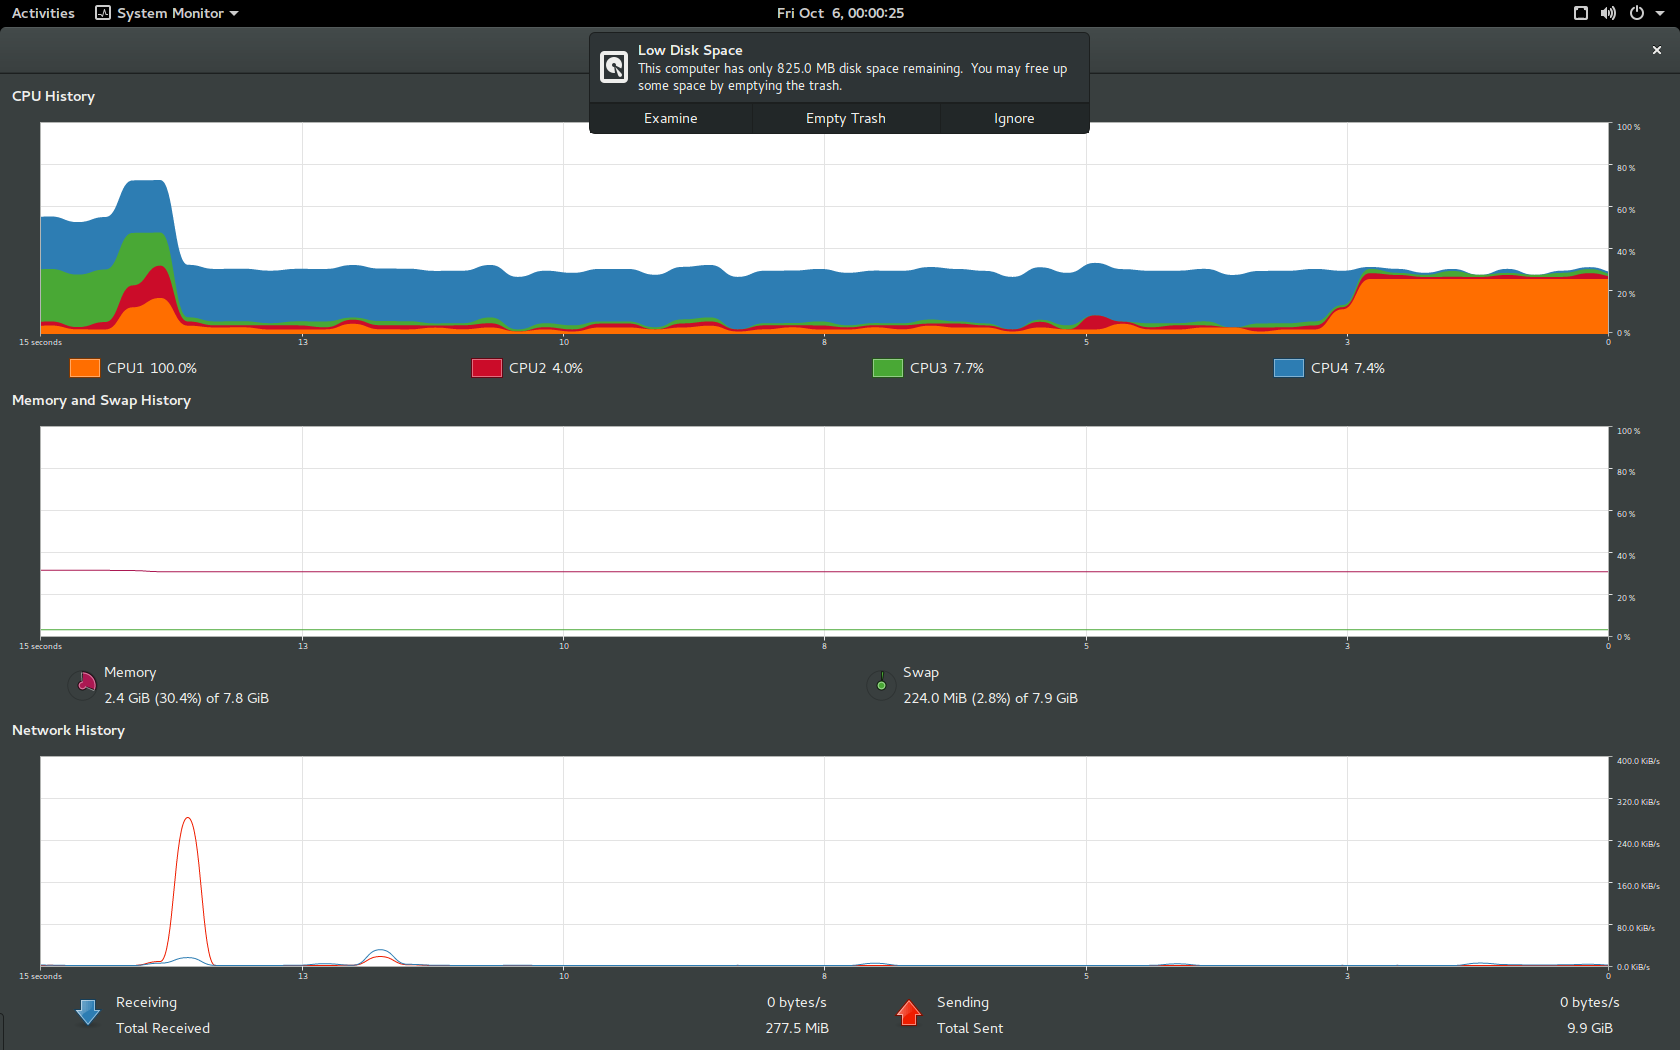 Activities System Monitor Fri Oct 6, 00:00:25
Low Disk Space
This computer has only 825.0 MB disk space remaining. You may free up
some space by emptying the trash.
Examine Empty Trash Ignore
CPU History
100 %
80 %
60 %
40 %
20 %
0 %
15 seconds 13 10 8 5 3 0
CPU1 100.0% CPU2 4.0% CPU3 7.7% CPU4 7.4%
Memory and Swap History
100 %
80 %
60 %
40 %
20 %
0 %
15 seconds 13 10 8 5 3 0
Memory Swap
2.4 GiB (30.4%) of 7.8 GiB 224.0 MiB (2.8%) of 7.9 GiB
Network History
400.0 KiB/s
320.0 KiB/s
240.0 KiB/s
160.0 KiB/s
80.0 KiB/s
0.0 KiB/s
15 seconds 13 10 8 5 3 0
Receiving 0 bytes/s Sending 0 bytes/s
Total Received 277.5 MiB Total Sent 9.9 GiB